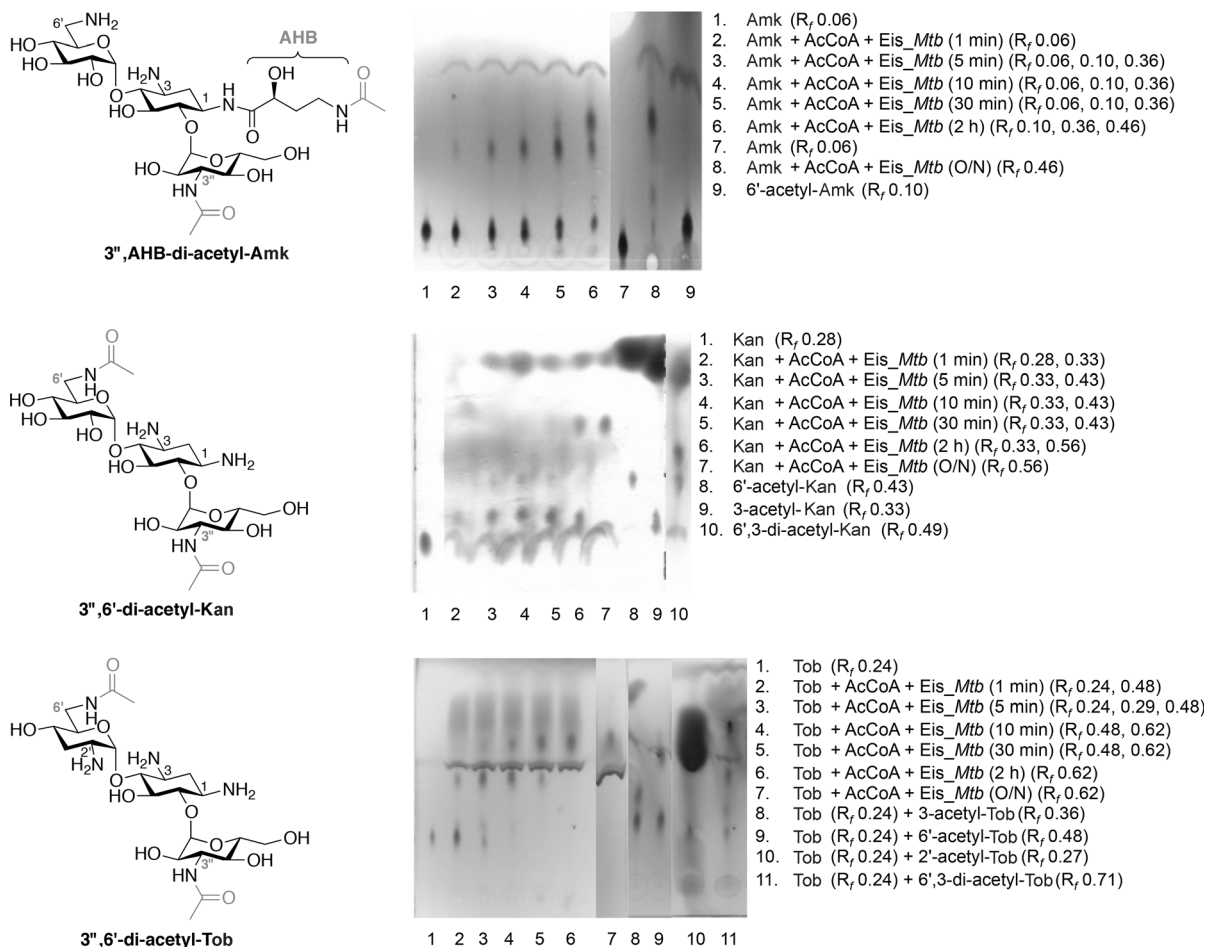 6'
NH2
HO
HO
HO
O
O
AHB
H2N
3
O
HO
1
H
N
O
OH
N
H
O
O
O
OH
HO
3"
OH
HN
O
3",AHB-di-acetyl-Amk
1 2 3 4 5 6 7 8 9
1. Amk (Rf 0.06)
2. Amk + AcCoA + Eis_Mtb (1 min) (Rf 0.06)
3. Amk + AcCoA + Eis_Mtb (5 min) (Rf 0.06, 0.10, 0.36)
4. Amk + AcCoA + Eis_Mtb (10 min) (Rf 0.06, 0.10, 0.36)
5. Amk + AcCoA + Eis_Mtb (30 min) (Rf 0.06, 0.10, 0.36)
6. Amk + AcCoA + Eis_Mtb (2 h) (Rf 0.10, 0.36, 0.46)
7. Amk (Rf 0.06)
8. Amk + AcCoA + Eis_Mtb (O/N) (Rf 0.46)
9. 6'-acetyl-Amk (Rf 0.10)
O
6'
N
H
HO
HO
HO
O
O
H2N
3
O
HO
1
NH2
O
O
OH
HO
3"
OH
HN
O
3",6'-di-acetyl-Kan
1 2 3 4 5 6 7 8 9 10
1. Kan (Rf 0.28)
2. Kan + AcCoA + Eis_Mtb (1 min) (Rf 0.28, 0.33)
3. Kan + AcCoA + Eis_Mtb (5 min) (Rf 0.33, 0.43)
4. Kan + AcCoA + Eis_Mtb (10 min) (Rf 0.33, 0.43)
5. Kan + AcCoA + Eis_Mtb (30 min) (Rf 0.33, 0.43)
6. Kan + AcCoA + Eis_Mtb (2 h) (Rf 0.33, 0.56)
7. Kan + AcCoA + Eis_Mtb (O/N) (Rf 0.56)
8. 6'-acetyl-Kan (Rf 0.43)
9. 3-acetyl-Kan (Rf 0.33)
10. 6',3-di-acetyl-Kan (Rf 0.49)
O
6'
N
H
HO
O
2'
H2N
O
H2N
3
HO
1
NH2
O
O
OH
HO
3"
OH
HN
O
3",6'-di-acetyl-Tob
1 2 3 4 5 6 7 8 9 10 11
1. Tob (Rf 0.24)
2. Tob + AcCoA + Eis_Mtb (1 min) (Rf 0.24, 0.48)
3. Tob + AcCoA + Eis_Mtb (5 min) (Rf 0.24, 0.29, 0.48)
4. Tob + AcCoA + Eis_Mtb (10 min) (Rf 0.48, 0.62)
5. Tob + AcCoA + Eis_Mtb (30 min) (Rf 0.48, 0.62)
6. Tob + AcCoA + Eis_Mtb (2 h) (Rf 0.62)
7. Tob + AcCoA + Eis_Mtb (O/N) (Rf 0.62)
8. Tob (Rf 0.24) + 3-acetyl-Tob (Rf 0.36)
9. Tob (Rf 0.24) + 6'-acetyl-Tob (Rf 0.48)
10. Tob (Rf 0.24) + 2'-acetyl-Tob (Rf 0.27)
11. Tob (Rf 0.24) + 6',3-di-acetyl-Tob (Rf 0.71)